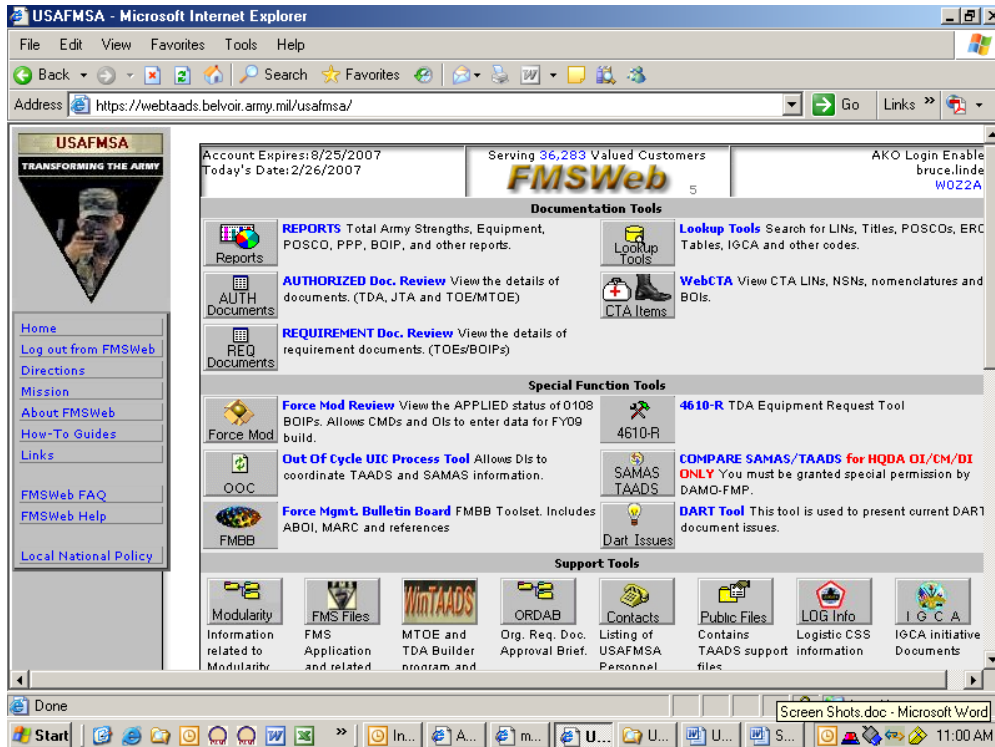 USAFMSA - Microsoft Internet Explorer
File Edit View Favorites Tools Help
Back Search Favorites
Address https://webtaads.belvoir.army.mil/usafmsa/ Go Links »
USAFMSA
TRANSFORMING THE ARMY
Home
Log out from FMSWeb
Directions
Mission
About FMSWeb
How-To Guides
Links
FMSWeb FAQ
FMSWeb Help
Local National Policy
Account Expires:8/25/2007
Today's Date:2/26/2007
Serving 36,283 Valued Customers
FMSWeb 5
AKO Login Enable
bruce.linde
W0Z2A
Documentation Tools
Reports
REPORTS Total Army Strengths, Equipment,
POSCO, PPP, BOIP, and other reports.
Lookup
Tools
Lookup Tools Search for LINs, Titles, POSCOs, ERC
Tables, IGCA and other codes.
AUTH
Documents
AUTHORIZED Doc. Review View the details of
documents. (TDA, JTA and TOE/MTOE)
CTA Items
WebCTA View CTA LINs, NSNs, nomenclatures and
BOIs.
REQ
Documents
REQUIREMENT Doc. Review View the details of
requirement documents. (TOEs/BOIPs)
Special Function Tools
Force Mod
Force Mod Review View the APPLIED status of 0108
BOIPs. Allows CMDs and OIs to enter data for FY09
build.
4610-R
4610-R TDA Equipment Request Tool
OOC
Out Of Cycle UIC Process Tool Allows DIs to
coordinate TAADS and SAMAS information.
SAMAS
TAADS
COMPARE SAMAS/TAADS for HQDA OI/CM/DI
ONLY You must be granted special permission by
DAMO-FMP.
FMBB
Force Mgmt. Bulletin Board FMBB Toolset. Includes
ABOI, MARC and references
Dart Issues
DART Tool This tool is used to present current DART
document issues.
Support Tools
Modularity
Information
related to
Modularity
FMS Files
FMS
Application
and related
WinTAADS
MTOE and
TDA Builder
program and
ORDAB
Org. Req. Doc.
Approval Brief.
Contacts
Listing of
USAFMSA
Personnel
Public Files
Contains
TAADS support
files
LOG Info
Logistic CSS
information
I G C A
IGCA initiative
Documents
Done
Screen Shots.doc - Microsoft Word
Start » In... A... m... U... U... U... S... 11:00 AM